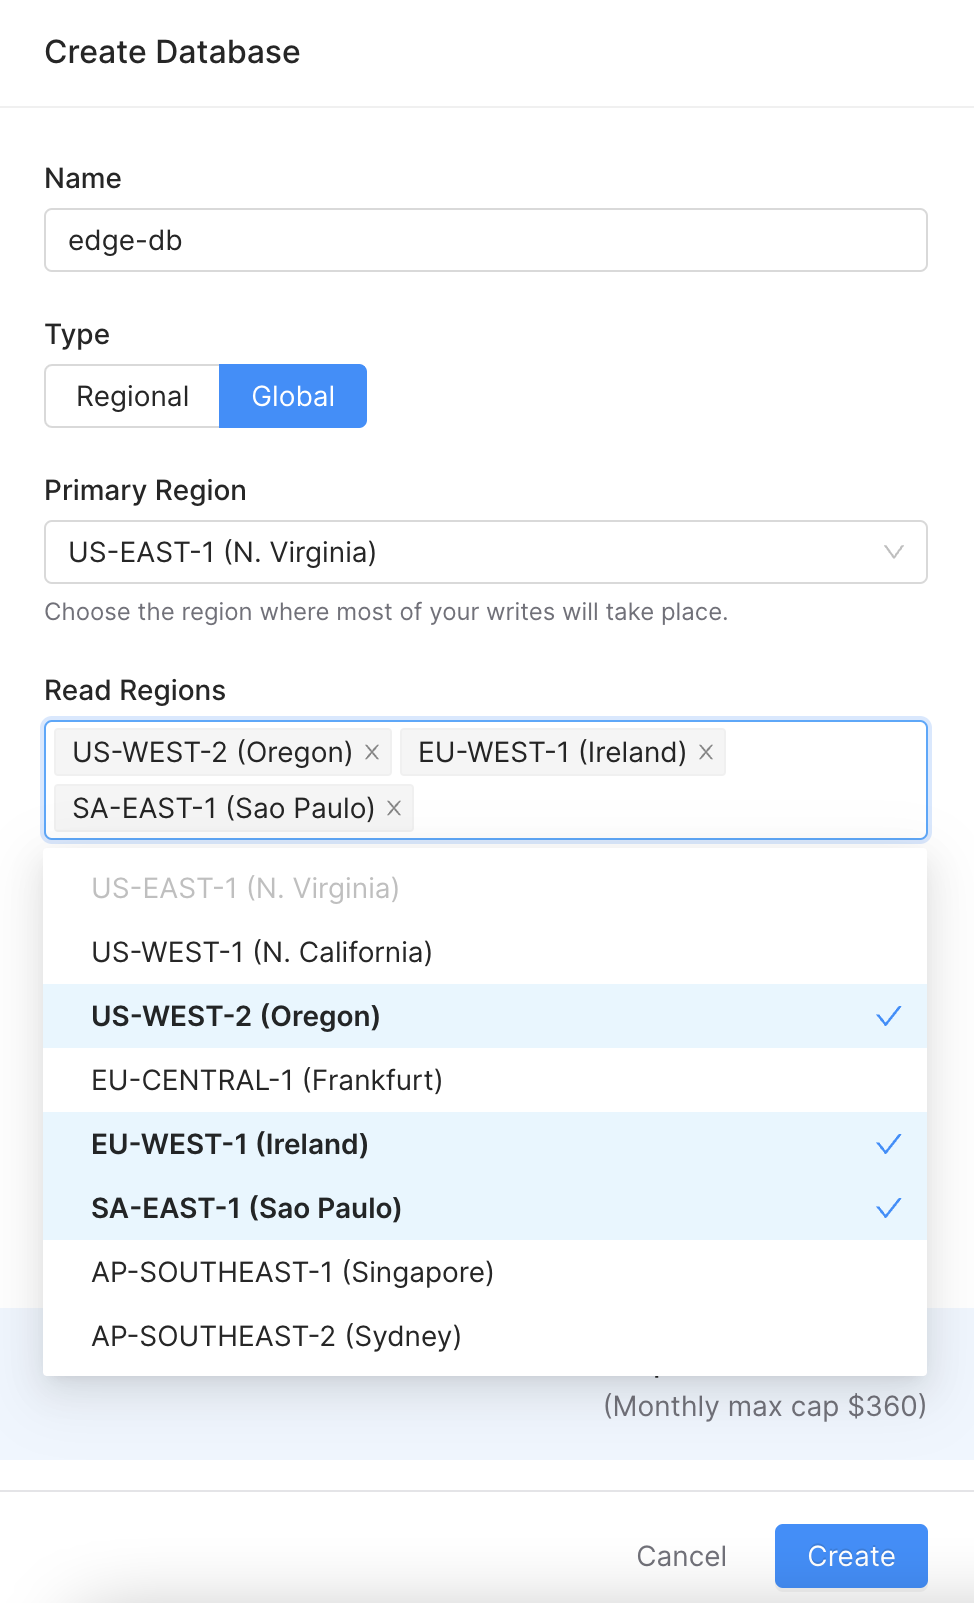 Create Database
Name
edge-db
Type
Regional Global
Primary Region
US-EAST-1 (N. Virginia)
Choose the region where most of your writes will take place.
Read Regions
US-WEST-2 (Oregon) EU-WEST-1 (Ireland)
SA-EAST-1 (Sao Paulo)
US-EAST-1 (N. Virginia)
US-WEST-1 (N. California)
US-WEST-2 (Oregon)
EU-CENTRAL-1 (Frankfurt)
EU-WEST-1 (Ireland)
SA-EAST-1 (Sao Paulo)
AP-SOUTHEAST-1 (Singapore)
AP-SOUTHEAST-2 (Sydney)
(Monthly max cap $360)
Cancel Create